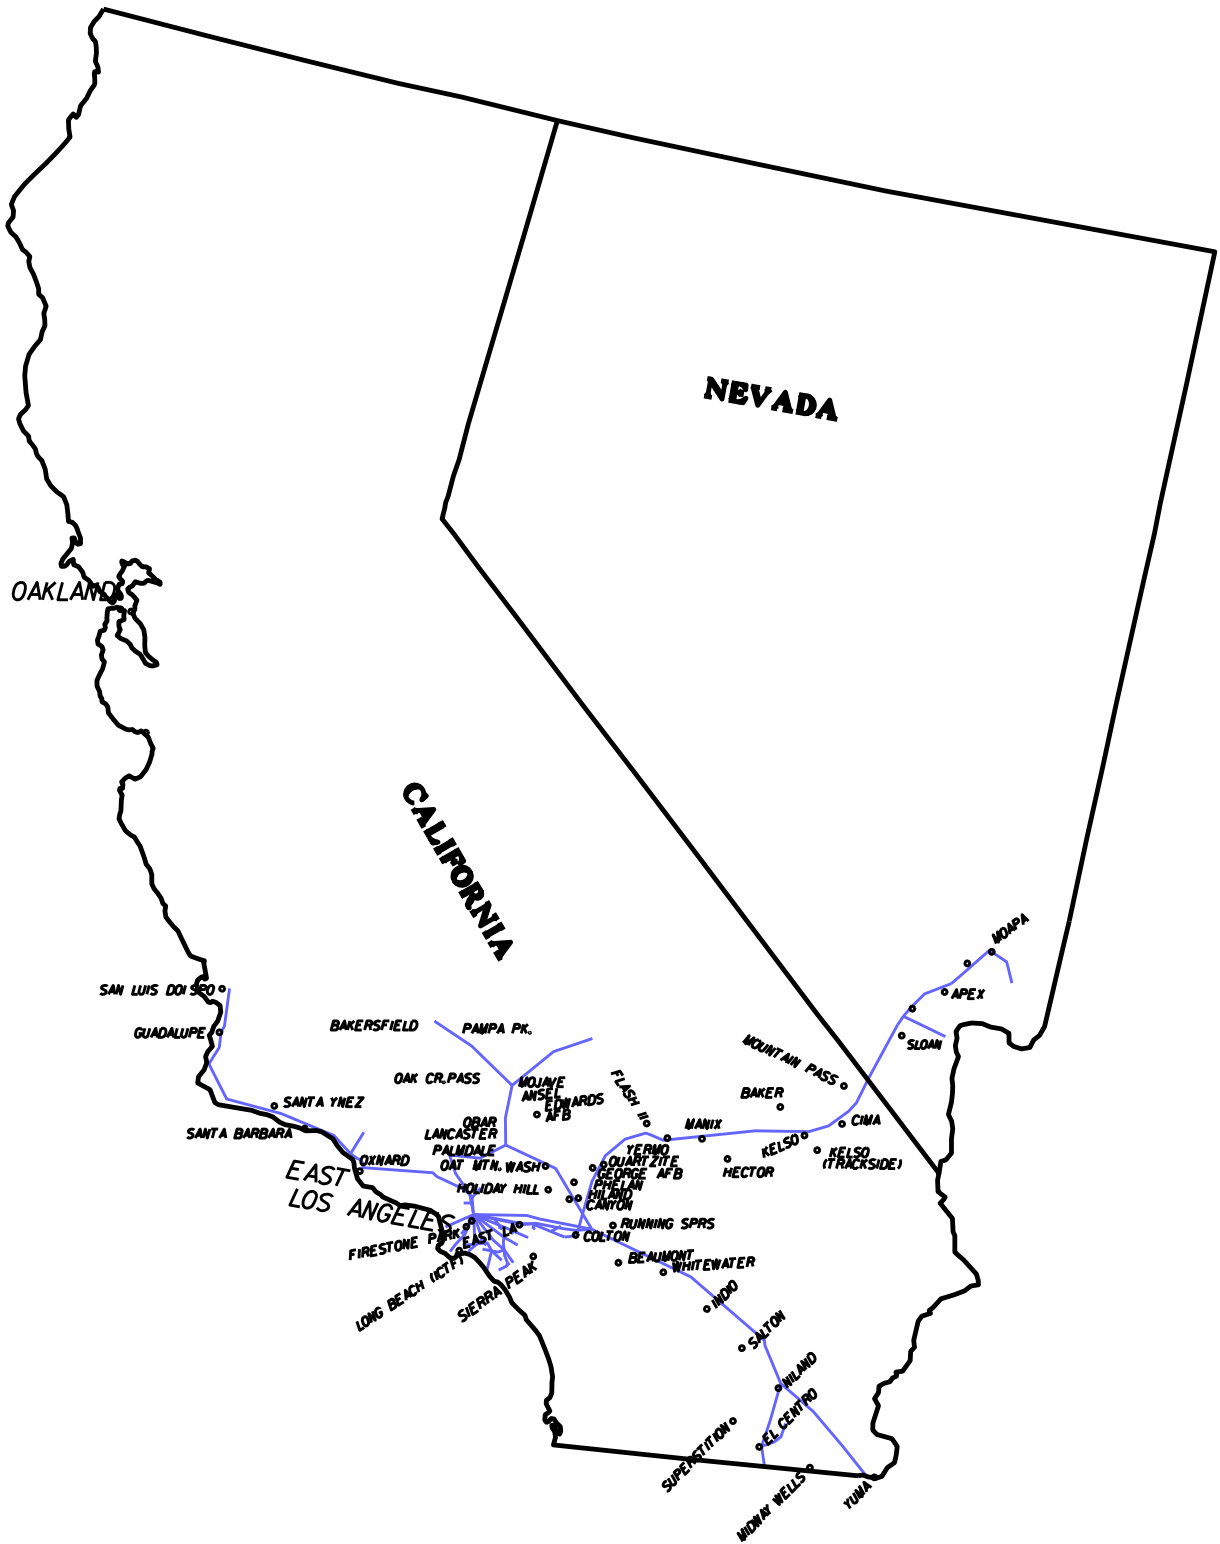 NEVADA
OAKLAND
CALIFORNIA
MOAPA
SAN LUIS DOISPO
APEX
GUADALUPE
BAKERSFIELD
PAMPA PK.
SLOAN
MOUNTAIN PASS
OAK CR.PASS
MOJAVE
ANSEL
EDWARDS
AFB
FLASH II
BAKER
SANTA YNEZ
SANTA BARBARA
OBAR
LANCASTER
PALMDALE
OAT MTN.
WASH
MANIX
CIMA
KELSO
KELSO
(TRACKSIDE)
YERMO
QUARTZITE
GEORGE AFB
HECTOR
OXNARD
EAST
LOS ANGELES
HOLIDAY HILL
PHELAN
HILAND
CANYON
RUNNING SPRS
COLTON
FIRESTONE PARK
EAST LA
LONG BEACH (ICTF)
SIERRA PEAK
BEAUMONT
WHITEWATER
INDIO
SALTON
NILAND
EL CENTRO
SUPERSTITION
MIDWAY WELLS
YUMA